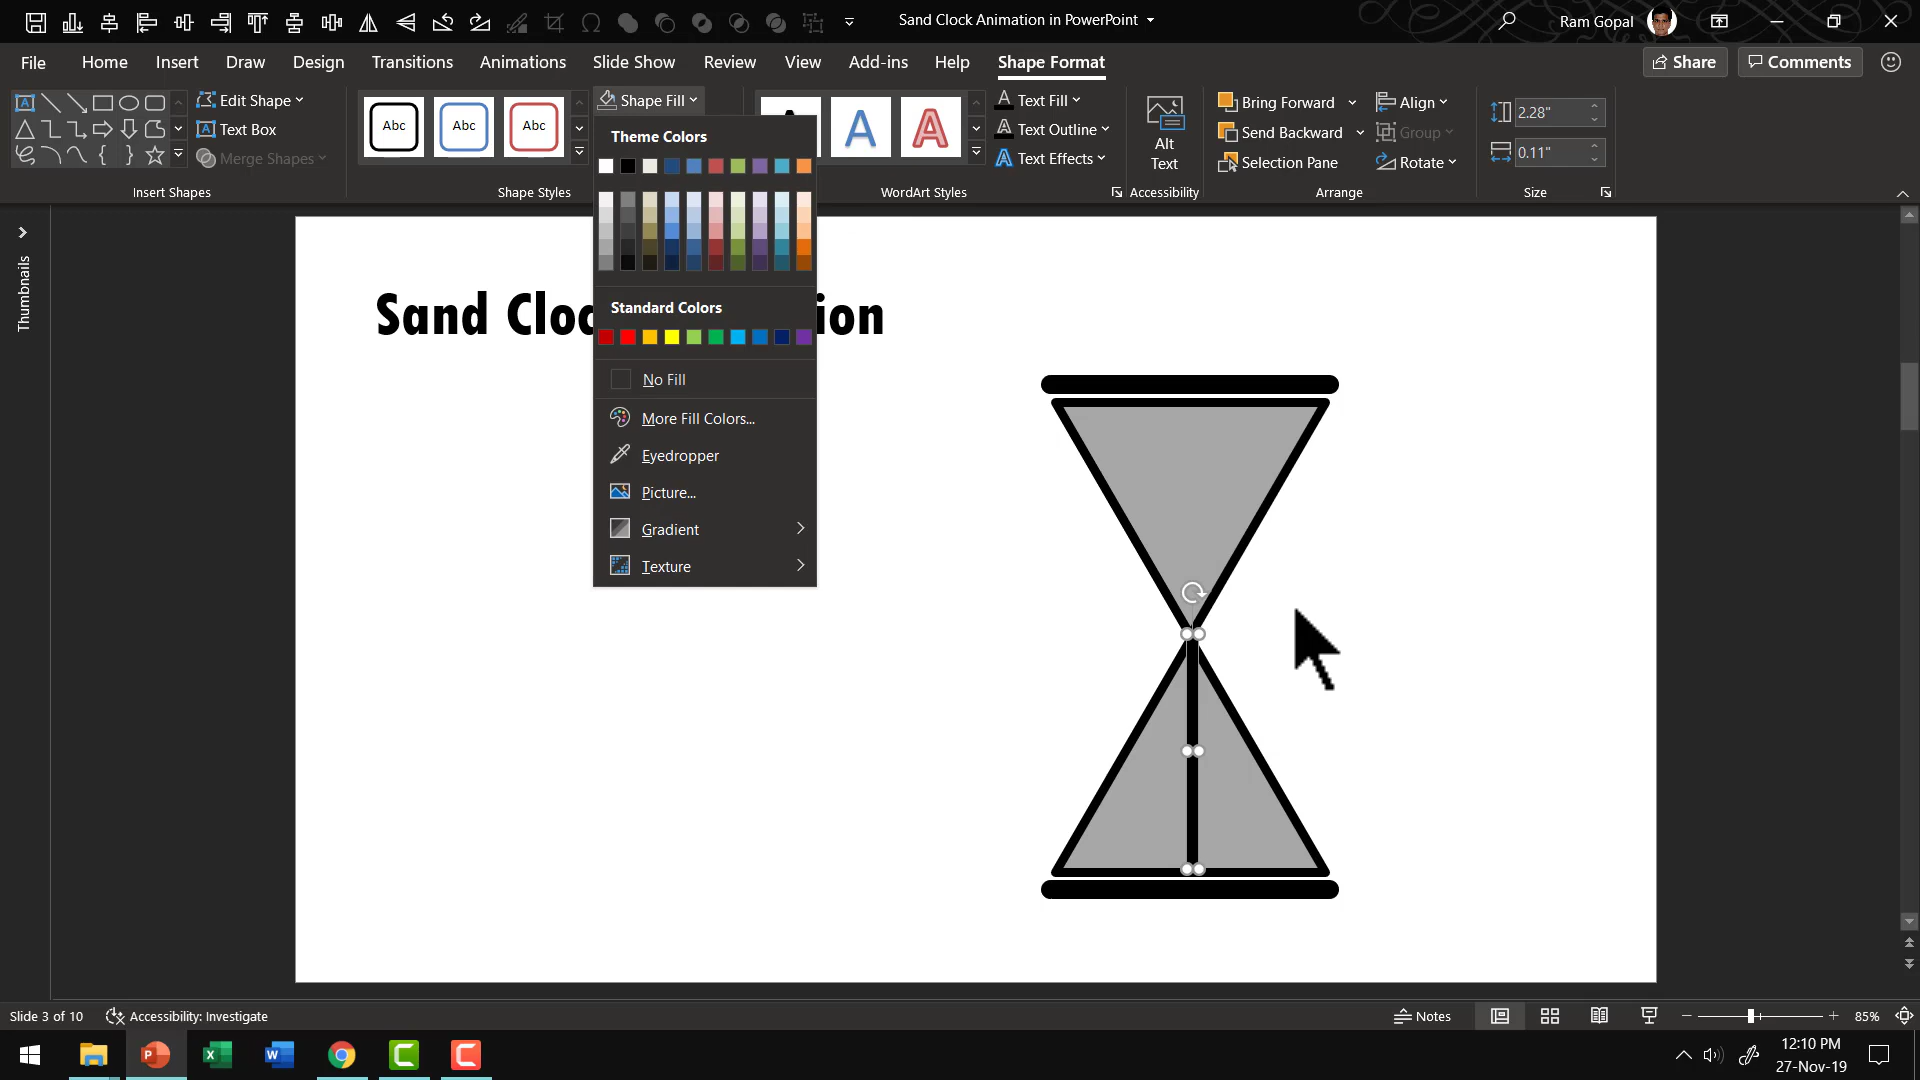 Sand Clock Animation in PowerPoint
Ram Gopal
File
Home
Insert
Draw
Design
Transitions
Animations
Slide Show
Review
View
Add-ins
Help
Shape Format
Share
Comments
Edit Shape
Text Box
Merge Shapes
Insert Shapes
Abc
Abc
Abc
Shape Styles
Shape Fill
A
A
WordArt Styles
Text Fill
Text Outline
Text Effects
Alt
Text
Accessibility
Bring Forward
Send Backward
Selection Pane
Align
Group
Rotate
Arrange
2.28"
0.11"
Size
Theme Colors
Standard Colors
No Fill
More Fill Colors...
Eyedropper
Picture...
Gradient
Texture
Thumbnails
Sand Cloc ion
Slide 3 of 10
Accessibility: Investigate
Notes
85%
12:10 PM
27-Nov-19